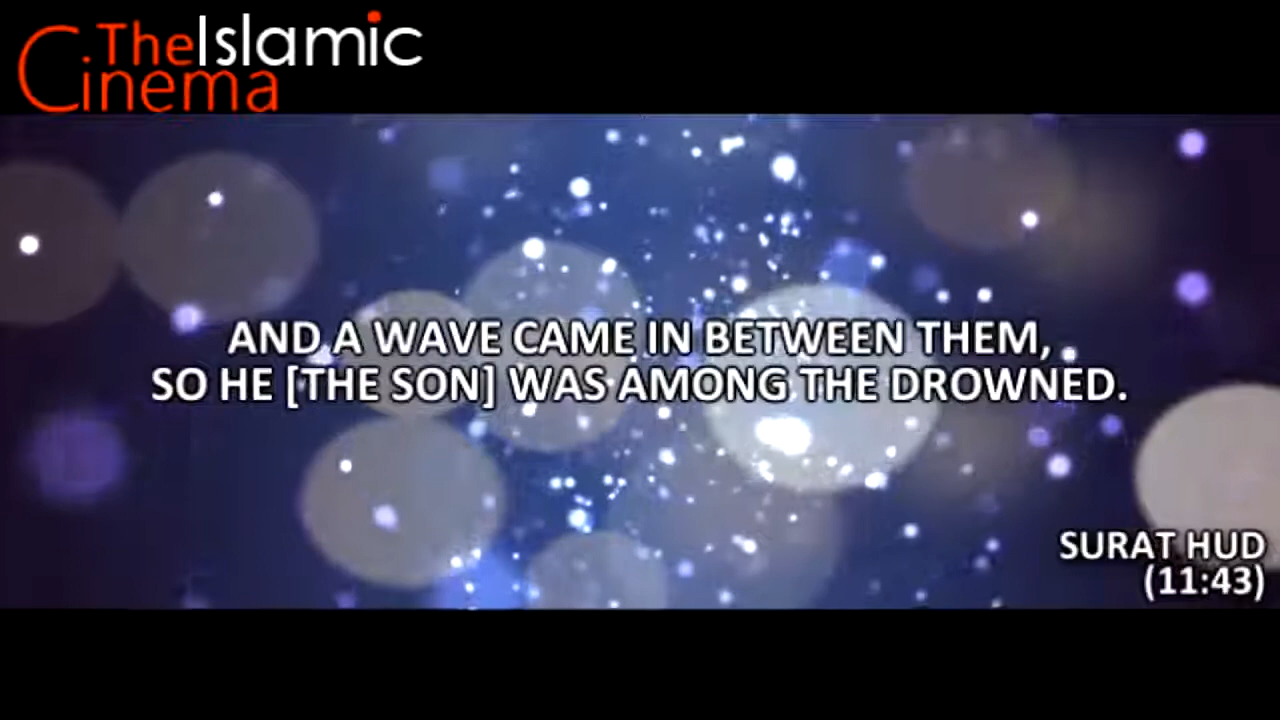 TheIslamic
Cinema
AND A WAVE CAME IN BETWEEN THEM,
SO HE [THE SON] WAS AMONG THE DROWNED.
SURAT HUD
(11:43)